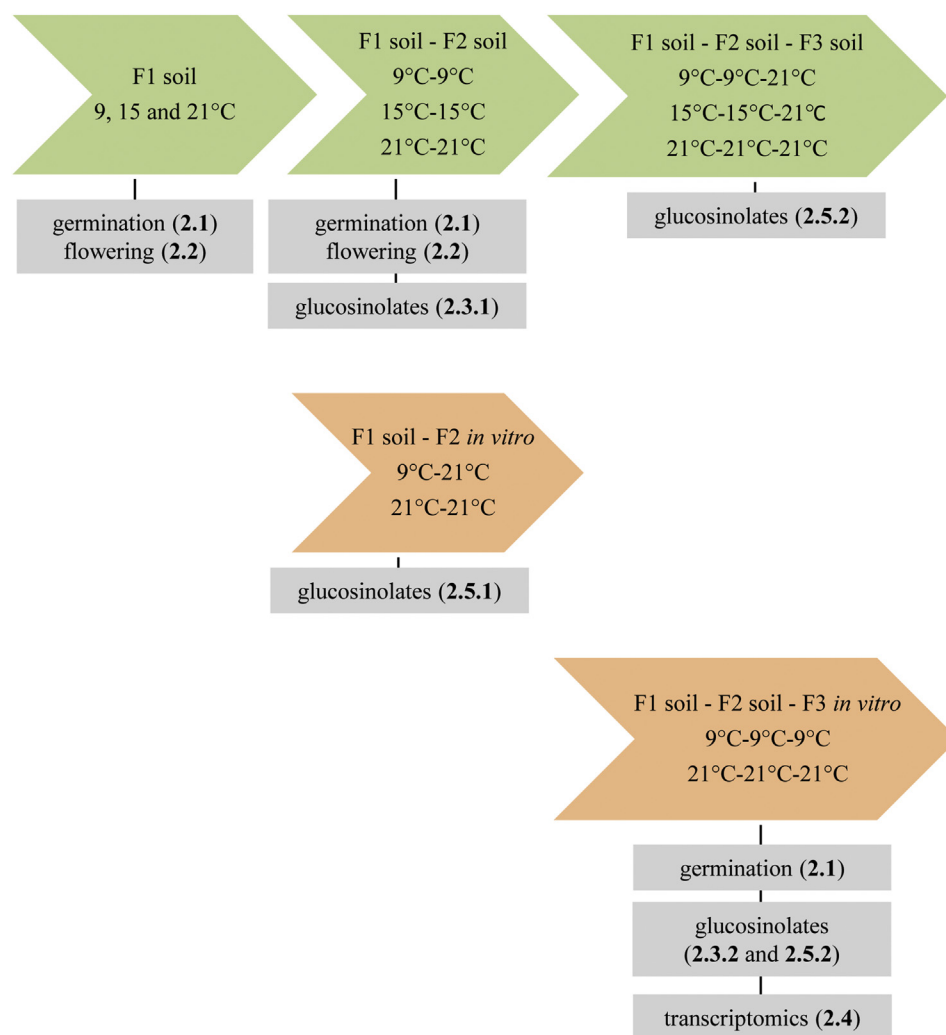 F1 soil
9, 15 and 21°C
germination (2.1)
flowering (2.2)
F1 soil - F2 soil
9°C-9°C
15°C-15°C
21°C-21°C
germination (2.1)
flowering (2.2)
glucosinolates (2.3.1)
F1 soil - F2 soil - F3 soil
9°C-9°C-21°C
15°C-15°C-21℃
21°C-21°C-21°C
glucosinolates (2.5.2)
F1 soil - F2 in vitro
9°C-21°C
21°C-21°C
glucosinolates (2.5.1)
F1 soil - F2 soil - F3 in vitro
9°C-9°C-9°C
21°C-21°C-21°C
germination (2.1)
glucosinolates
(2.3.2 and 2.5.2)
transcriptomics (2.4)